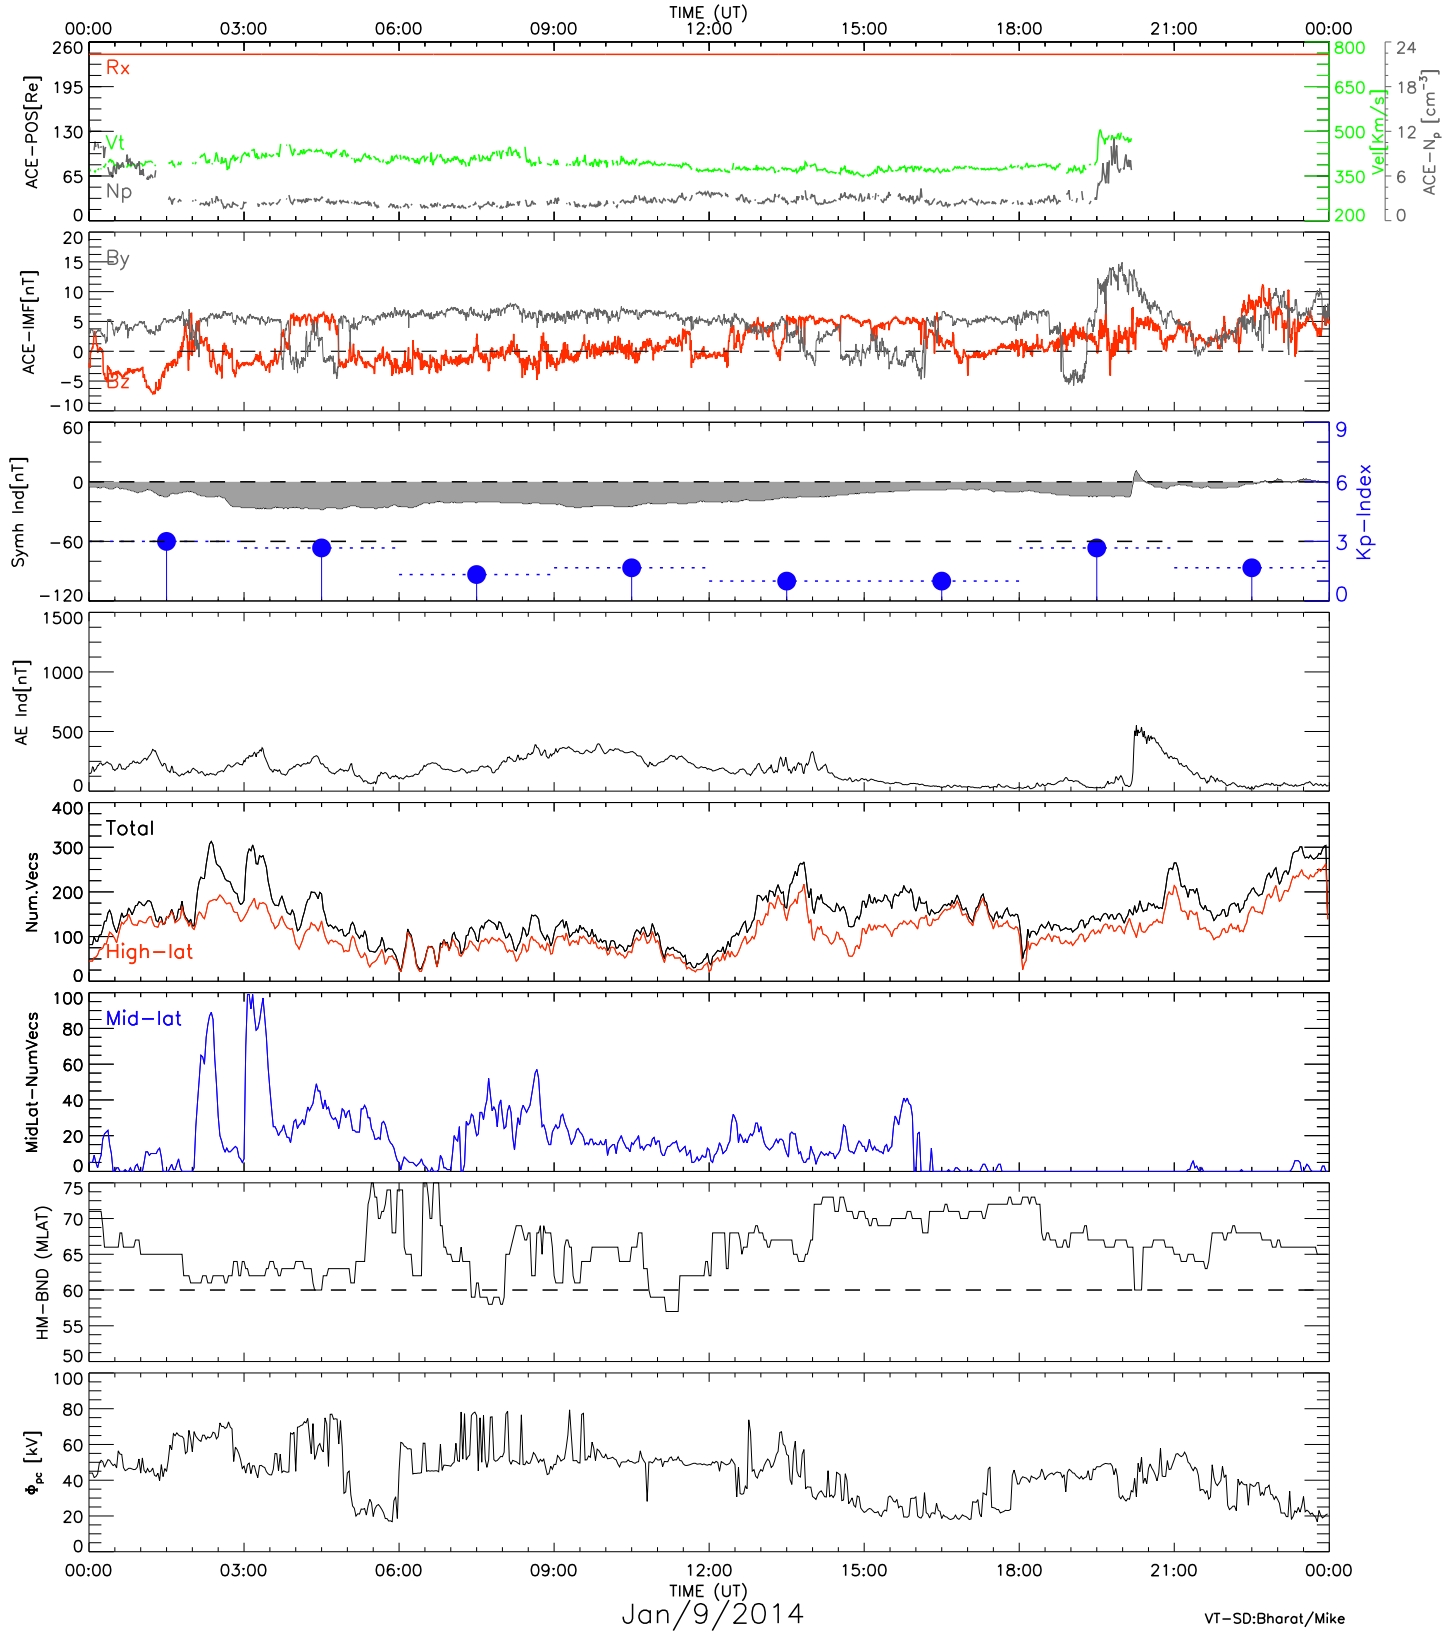 TIME (UT)
00:00 03:00 06:00 09:00 12:00 15:00 18:00 21:00 00:00
260 195 130 65 0
ACE-POS[Re]
Rx
Vt
Np
800 650 500 350 200
Vel[Km/s]
24 18 12 6 0
ACE-Np [cm⁻³]
20 15 10 5 0 -5 -10
ACE-IMF[nT]
By
Bz
60 0 -60 -120
Symh Ind[nT]
9 6 3 0
Kp-Index
1500 1000 500 0
AE Ind[nT]
400 300 200 100 0
Num.Vecs
Total
High-lat
100 80 60 40 20 0
MidLat-NumVecs
Mid-lat
75 70 65 60 55 50
HM-BND (MLAT)
100 80 60 40 20 0
Φpc [kV]
00:00 03:00 06:00 09:00 12:00 15:00 18:00 21:00 00:00
TIME (UT)
Jan/9/2014
VT-SD:Bharat/Mike